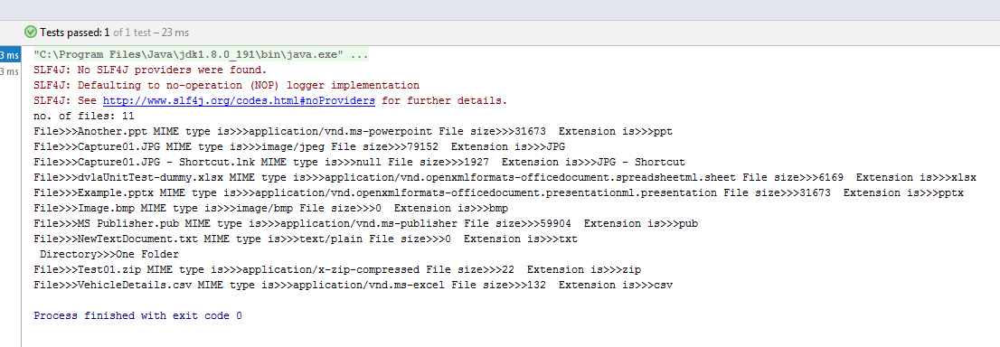 Tests passed: 1 of 1 test – 23 ms
3 ms
"C:\Program Files\Java\jdk1.8.0_191\bin\java.exe" ...
3 ms
SLF4J: No SLF4J providers were found.
SLF4J: Defaulting to no-operation (NOP) logger implementation
SLF4J: See http://www.slf4j.org/codes.html#noProviders for further details.
no. of files: 11
File>>>Another.ppt MIME type is>>>application/vnd.ms-powerpoint File size>>>31673  Extension is>>>ppt
File>>>Capture01.JPG MIME type is>>>image/jpeg File size>>>79152  Extension is>>>JPG
File>>>Capture01.JPG - Shortcut.lnk MIME type is>>>null File size>>>1927  Extension is>>>JPG - Shortcut
File>>>dvlaUnitTest-dummy.xlsx MIME type is>>>application/vnd.openxmlformats-officedocument.spreadsheetml.sheet File size>>>6169  Extension is>>>xlsx
File>>>Example.pptx MIME type is>>>application/vnd.openxmlformats-officedocument.presentationml.presentation File size>>>31673  Extension is>>>pptx
File>>>Image.bmp MIME type is>>>image/bmp File size>>>0  Extension is>>>bmp
File>>>MS Publisher.pub MIME type is>>>application/vnd.ms-publisher File size>>>59904  Extension is>>>pub
File>>>NewTextDocument.txt MIME type is>>>text/plain File size>>>0  Extension is>>>txt
 Directory>>>One Folder
File>>>Test01.zip MIME type is>>>application/x-zip-compressed File size>>>22  Extension is>>>zip
File>>>VehicleDetails.csv MIME type is>>>application/vnd.ms-excel File size>>>132  Extension is>>>csv
Process finished with exit code 0